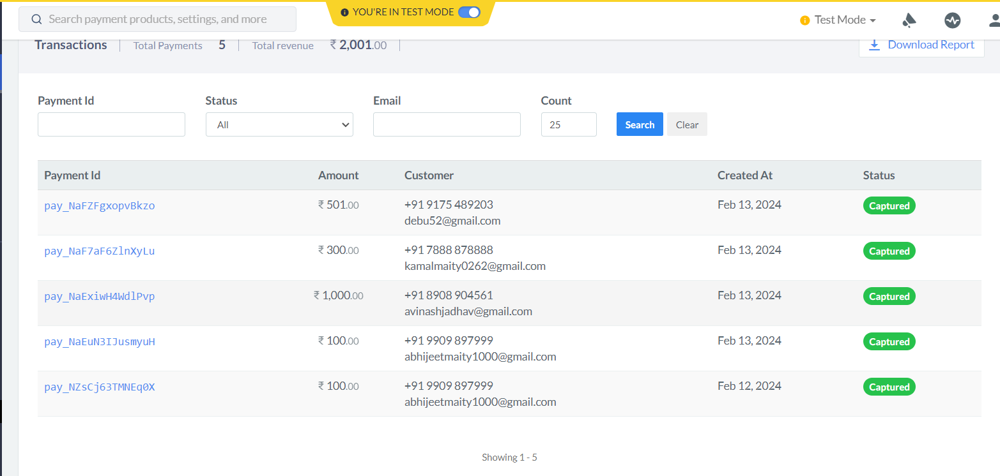 YOU'RE IN TEST MODE
Search payment products, settings, and more
Test Mode
Transactions Total Payments 5 Total revenue ₹ 2,001.00
Download Report
Payment Id Status Email Count
All 25 Search Clear
Payment Id Amount Customer Created At Status
pay_NaFZFgxopvBkzo ₹ 501.00 +91 9175 489203 Feb 13, 2024 Captured
debu52@gmail.com
pay_NaF7aF6ZlnXyLu ₹ 300.00 +91 7888 878888 Feb 13, 2024 Captured
kamalmaity0262@gmail.com
pay_NaExiwH4WdlPvp ₹ 1,000.00 +91 8908 904561 Feb 13, 2024 Captured
avinashjadhav@gmail.com
pay_NaEuN3IJusmyuH ₹ 100.00 +91 9909 897999 Feb 13, 2024 Captured
abhijeetmaity1000@gmail.com
pay_NZsCj63TMNEq0X ₹ 100.00 +91 9909 897999 Feb 12, 2024 Captured
abhijeetmaity1000@gmail.com
Showing 1 - 5